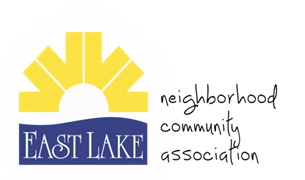 EAST LAKE
neighborhood
community
association